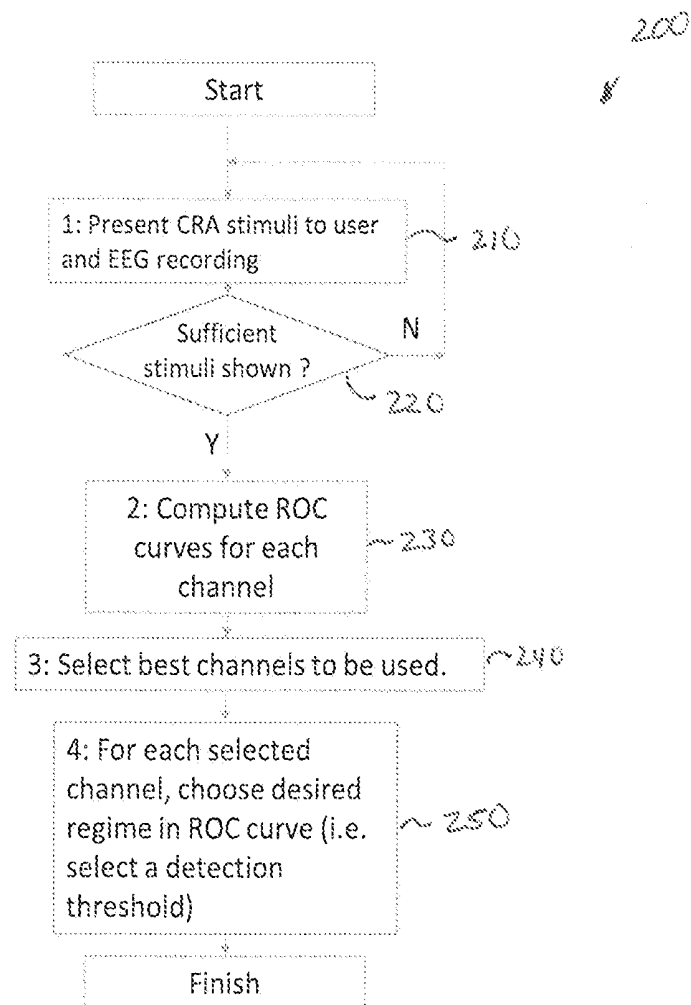 200
Start
1: Present CRA stimuli to user
and EEG recording
210
Sufficient
stimuli shown ?
N
220
Y
2: Compute ROC
curves for each
channel
230
3: Select best channels to be used.
240
4: For each selected
channel, choose desired
regime in ROC curve (i.e.
select a detection
threshold)
250
Finish